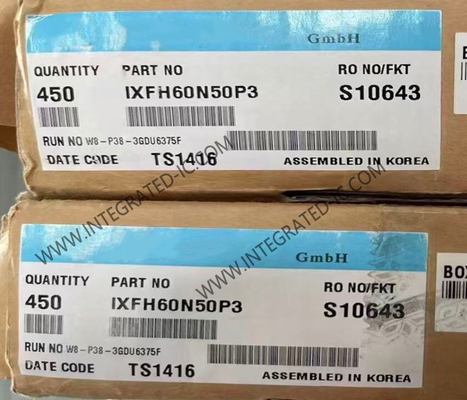 GmbH
QUANTITY PART NO RO NO/FKT
450 IXFH60N50P3 S10643
RUN NO W8-P38-3GDU6375F
DATE CODE TS1416 ASSEMBLED IN KOREA
WWW.INTEGRATED-IC.COM
GmbH
QUANTITY PART NO RO NO/FKT
BOX
450 IXFH60N50P3 S10643
RUN NO W8-P38-3GDU6375F
DATE CODE TS1416 ASSEMBLED IN KOREA
WWW.INTEGRATED-IC.COM